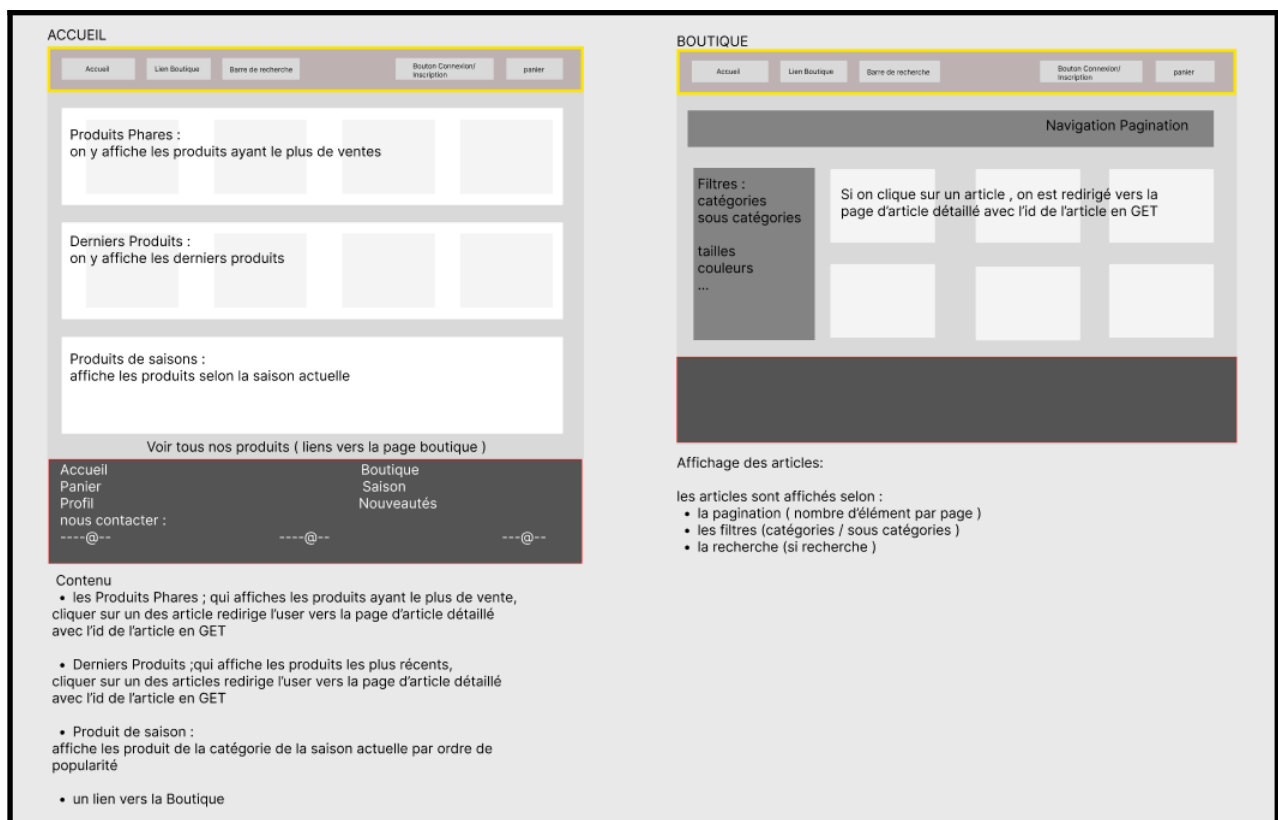 ACCUEIL
Accueil
Lien Boutique
Barre de recherche
Bouton Connexion/
Inscription
panier
Produits Phares :
on y affiche les produits ayant le plus de ventes
Derniers Produits :
on y affiche les derniers produits
Produits de saisons :
affiche les produits selon la saison actuelle
Voir tous nos produits ( liens vers la page boutique )
Accueil
Panier
Profil
nous contacter :
Boutique
Saison
Nouveautés
----@-- ----@-- ---@--
Contenu
• les Produits Phares ; qui affiches les produits ayant le plus de vente,
cliquer sur un des article redirige l'user vers la page d'article détaillé
avec l'id de l'article en GET
• Derniers Produits ;qui affiche les produits les plus récents,
cliquer sur un des articles redirige l'user vers la page d'article détaillé
avec l'id de l'article en GET
• Produit de saison :
affiche les produit de la catégorie de la saison actuelle par ordre de
popularité
• un lien vers la Boutique
BOUTIQUE
Accueil
Lien Boutique
Barre de recherche
Bouton Connexion/
Inscription
panier
Navigation Pagination
Filtres :
catégories
sous catégories
tailles
couleurs
...
Si on clique sur un article , on est redirigé vers la
page d'article détaillé avec l'id de l'article en GET
Affichage des articles:
les articles sont affichés selon :
• la pagination ( nombre d'élément par page )
• les filtres (catégories / sous catégories )
• la recherche (si recherche )